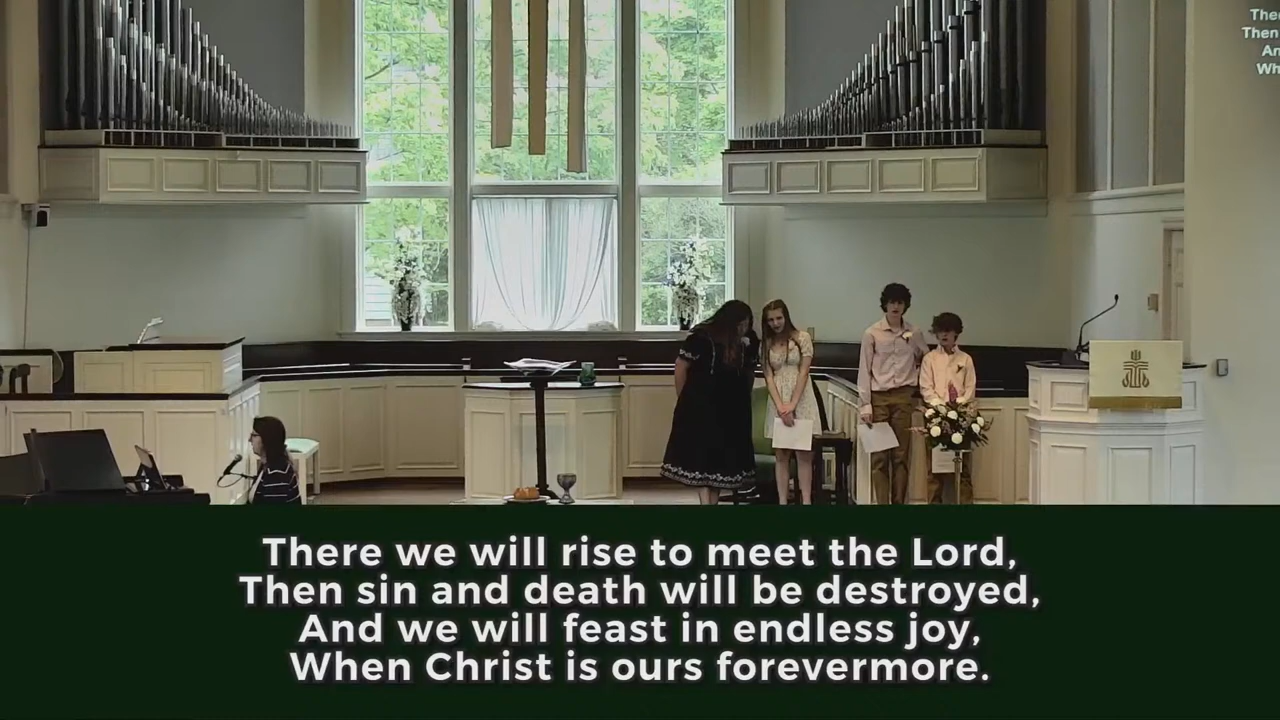 There we will rise to meet the Lord,
Then sin and death will be destroyed,
And we will feast in endless joy,
When Christ is ours forevermore.